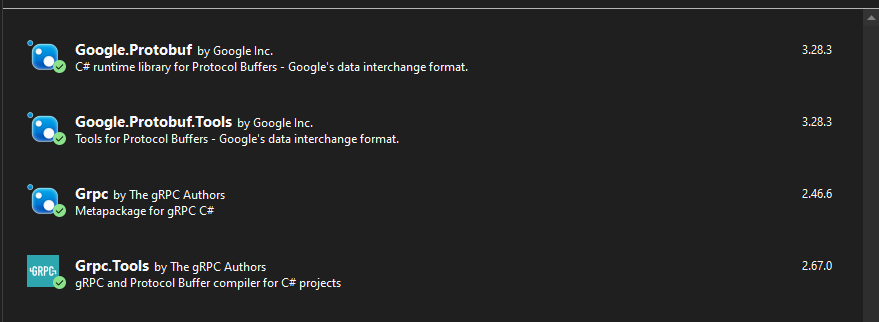 Google.Protobuf by Google Inc. 3.28.3
C# runtime library for Protocol Buffers - Google's data interchange format.
Google.Protobuf.Tools by Google Inc. 3.28.3
Tools for Protocol Buffers - Google's data interchange format.
Grpc by The gRPC Authors 2.46.6
Metapackage for gRPC C#
GRPC
Grpc.Tools by The gRPC Authors 2.67.0
gRPC and Protocol Buffer compiler for C# projects